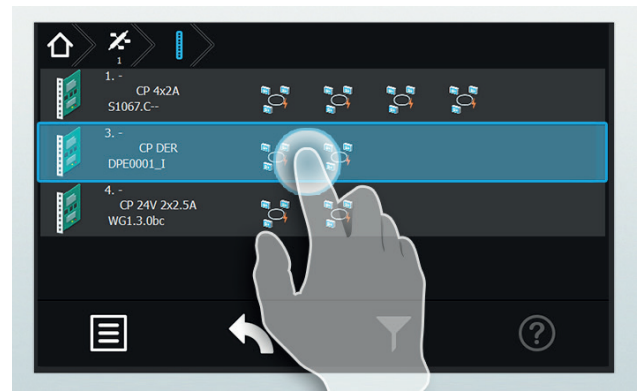 1
1. -
CP 4x2A
S1067.C--
3. -
CP DER
DPE0001_I
4. -
CP 24V 2x2.5A
WG1.3.0bc
?